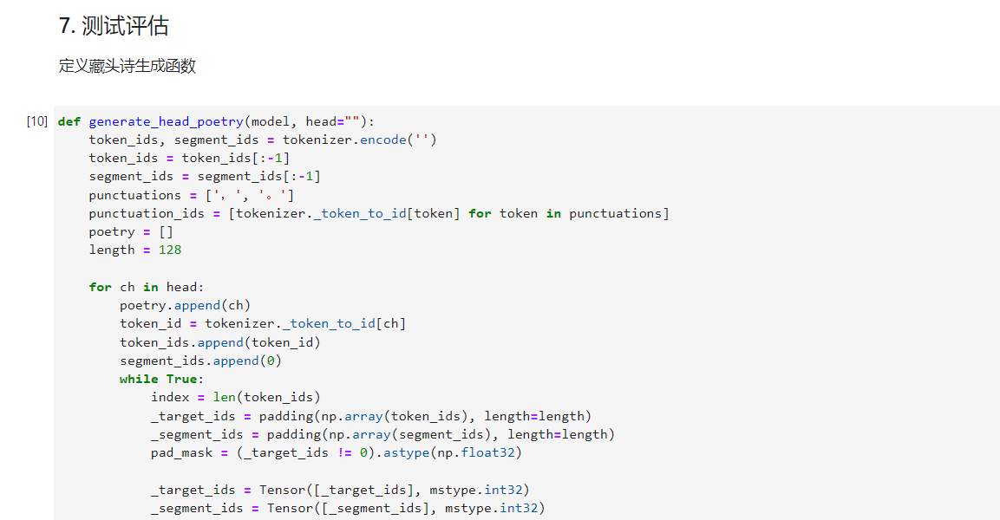 7. 测试评估
定义藏头诗生成函数
[10] def generate_head_poetry(model, head=""):
    token_ids, segment_ids = tokenizer.encode('')
    token_ids = token_ids[:-1]
    segment_ids = segment_ids[:-1]
    punctuations = ['，', '。']
    punctuation_ids = [tokenizer._token_to_id[token] for token in punctuations]
    poetry = []
    length = 128
    for ch in head:
        poetry.append(ch)
        token_id = tokenizer._token_to_id[ch]
        token_ids.append(token_id)
        segment_ids.append(0)
        while True:
            index = len(token_ids)
            _target_ids = padding(np.array(token_ids), length=length)
            _segment_ids = padding(np.array(segment_ids), length=length)
            pad_mask = (_target_ids != 0).astype(np.float32)
            _target_ids = Tensor([_target_ids], mstype.int32)
            _segment_ids = Tensor([_segment_ids], mstype.int32)